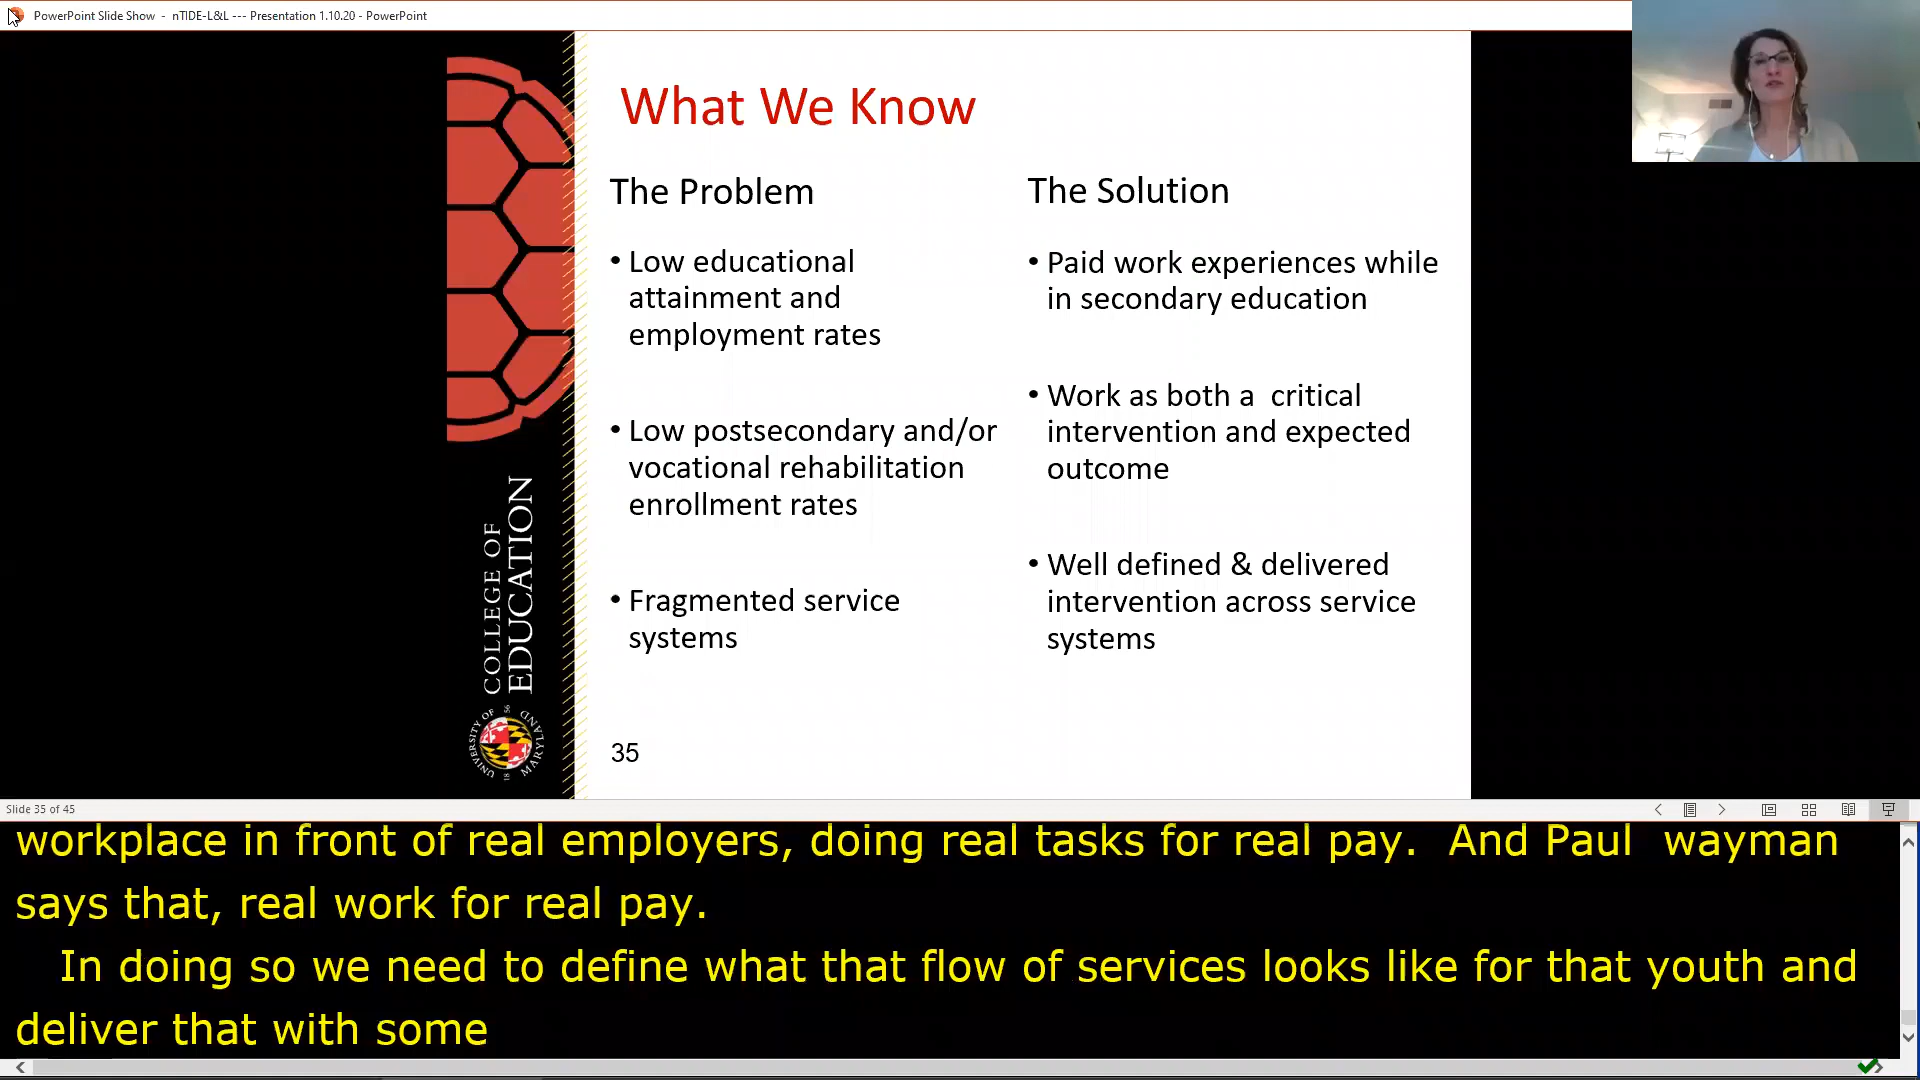 PowerPoint Slide Show - nTIDE-L&L --- Presentation 1.10.20 - PowerPoint
What We Know
The Problem
• Low educational
attainment and
employment rates
• Low postsecondary and/or
vocational rehabilitation
enrollment rates
• Fragmented service
systems
The Solution
• Paid work experiences while
in secondary education
• Work as both a  critical
intervention and expected
outcome
• Well defined & delivered
intervention across service
systems
COLLEGE OF
EDUCATION
UNIVERSITY OF
MARYLAND
18 56
35
Slide 35 of 45
workplace in front of real employers, doing real tasks for real pay.  And Paul  wayman
says that, real work for real pay.
In doing so we need to define what that flow of services looks like for that youth and
deliver that with some